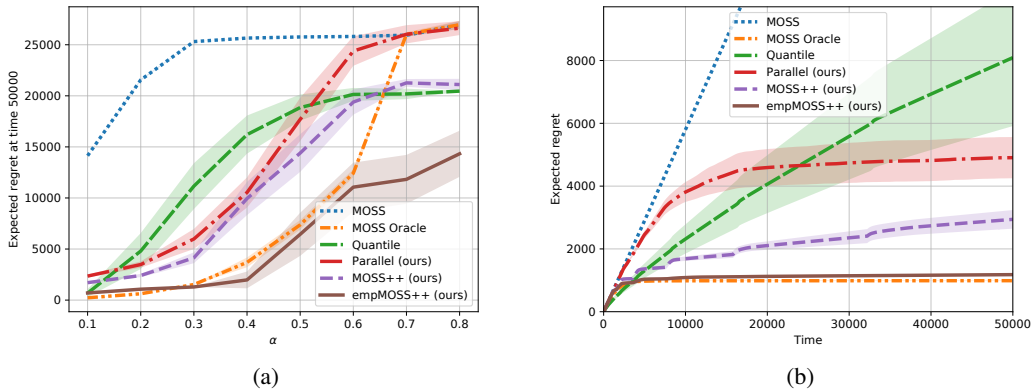 Expected regret at time 50000
25000
20000
15000
10000
5000
0
0.1 0.2 0.3 0.4 0.5 0.6 0.7 0.8
α
MOSS
MOSS Oracle
Quantile
Parallel (ours)
MOSS++ (ours)
empMOSS++ (ours)
(a)
Expected regret
8000
6000
4000
2000
0
0 10000 20000 30000 40000 50000
Time
MOSS
MOSS Oracle
Quantile
Parallel (ours)
MOSS++ (ours)
empMOSS++ (ours)
(b)